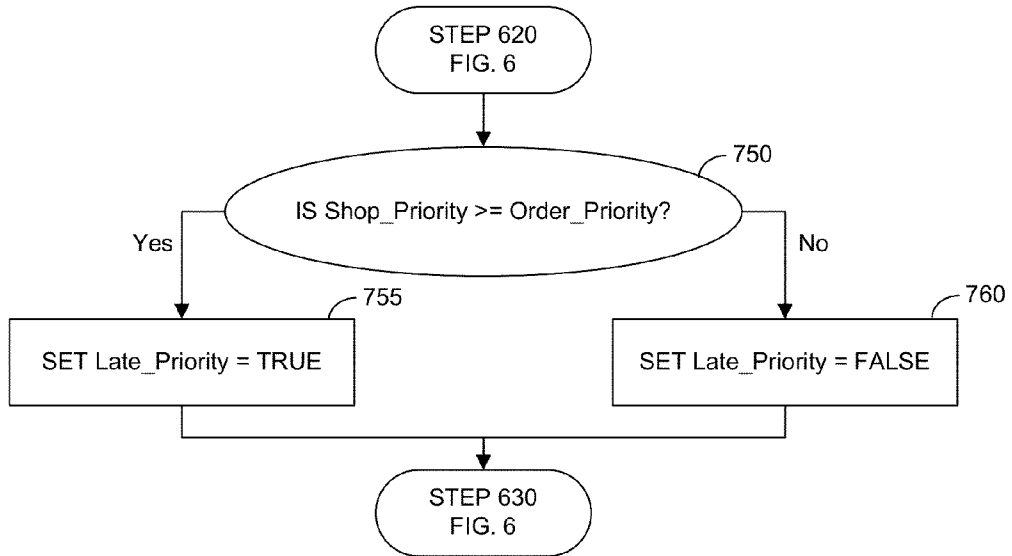 STEP 620
FIG. 6
750
IS Shop_Priority >= Order_Priority?
Yes
No
755
760
SET Late_Priority = TRUE
SET Late_Priority = FALSE
STEP 630
FIG. 6